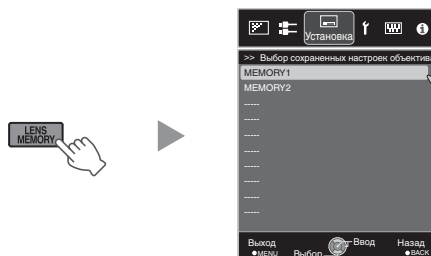 LENS
MEMORY
Установка
>> Выбор сохраненных настроек объектива
MEMORY1
MEMORY2
-----
-----
-----
-----
-----
-----
-----
-----
Выход
●MENU
Выбор
Ввод
Назад
●BACK